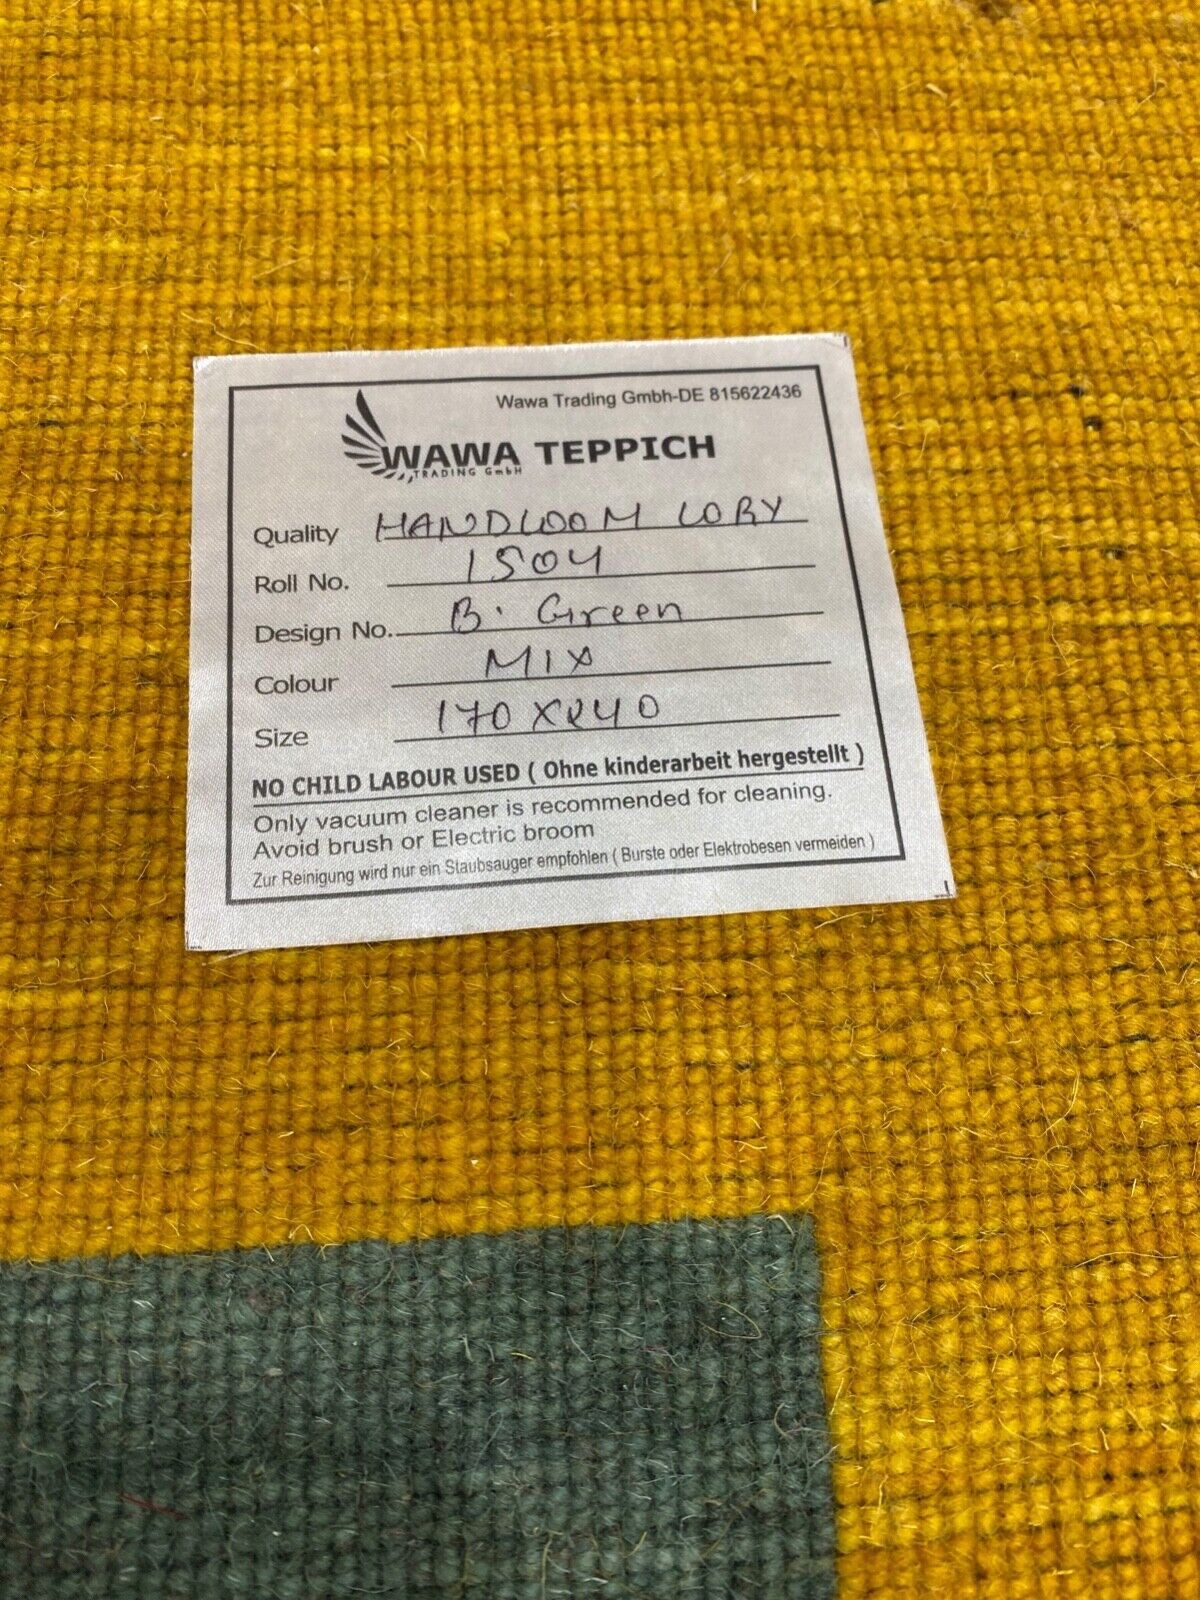 Wawa Trading Gmbh-DE 815622436
WAWA TEPPICH
TRADING GmbH
Quality HANDLOOM LORY
Roll No. 1504
Design No. B. Green
Colour MIX
Size 170X240
NO CHILD LABOUR USED ( Ohne kinderarbeit hergestellt )
Only vacuum cleaner is recommended for cleaning.
Avoid brush or Electric broom
Zur Reinigung wird nur ein Staubsauger empfohlen ( Burste oder Elektrobesen vermeiden )